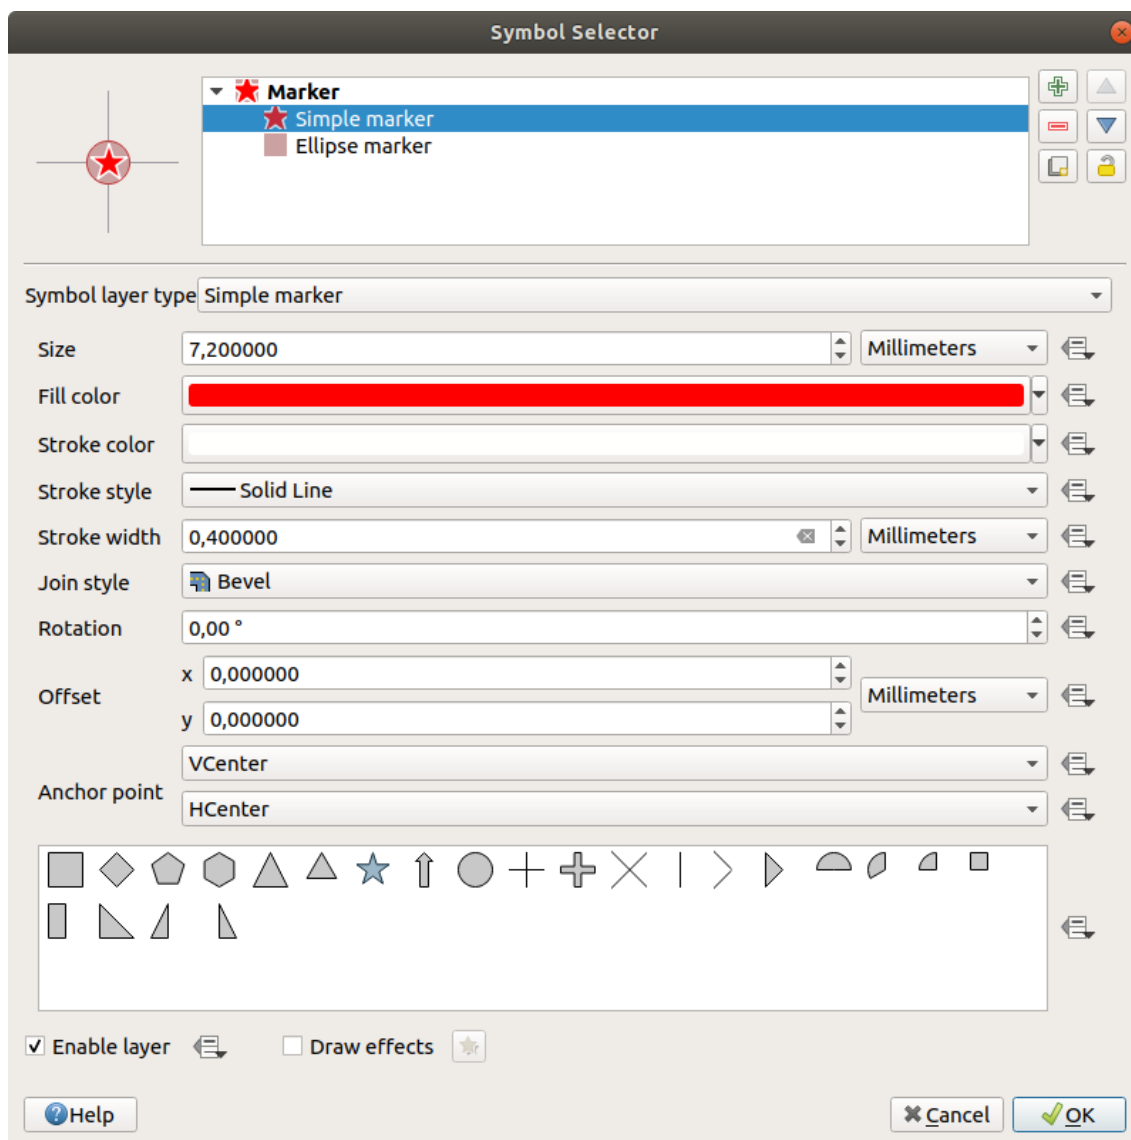 Symbol Selector
Marker
Simple marker
Ellipse marker
Symbol layer type Simple marker
Size 7,200000 Millimeters
Fill color
Stroke color
Stroke style Solid Line
Stroke width 0,400000 Millimeters
Join style Bevel
Rotation 0,00 °
x 0,000000
Offset Millimeters
y 0,000000
VCenter
Anchor point
HCenter
Enable layer Draw effects
Help Cancel OK